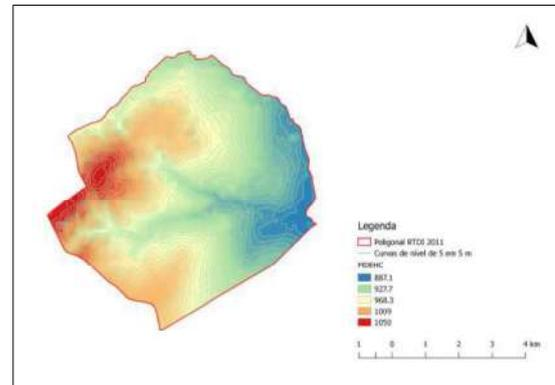 Legenda
Poligonal RTDI 2011
Curvas de nível de 5 em 5 m
MDEHC
887.1
927.7
968.3
1009
1050
1 0 1 2 3 4 km